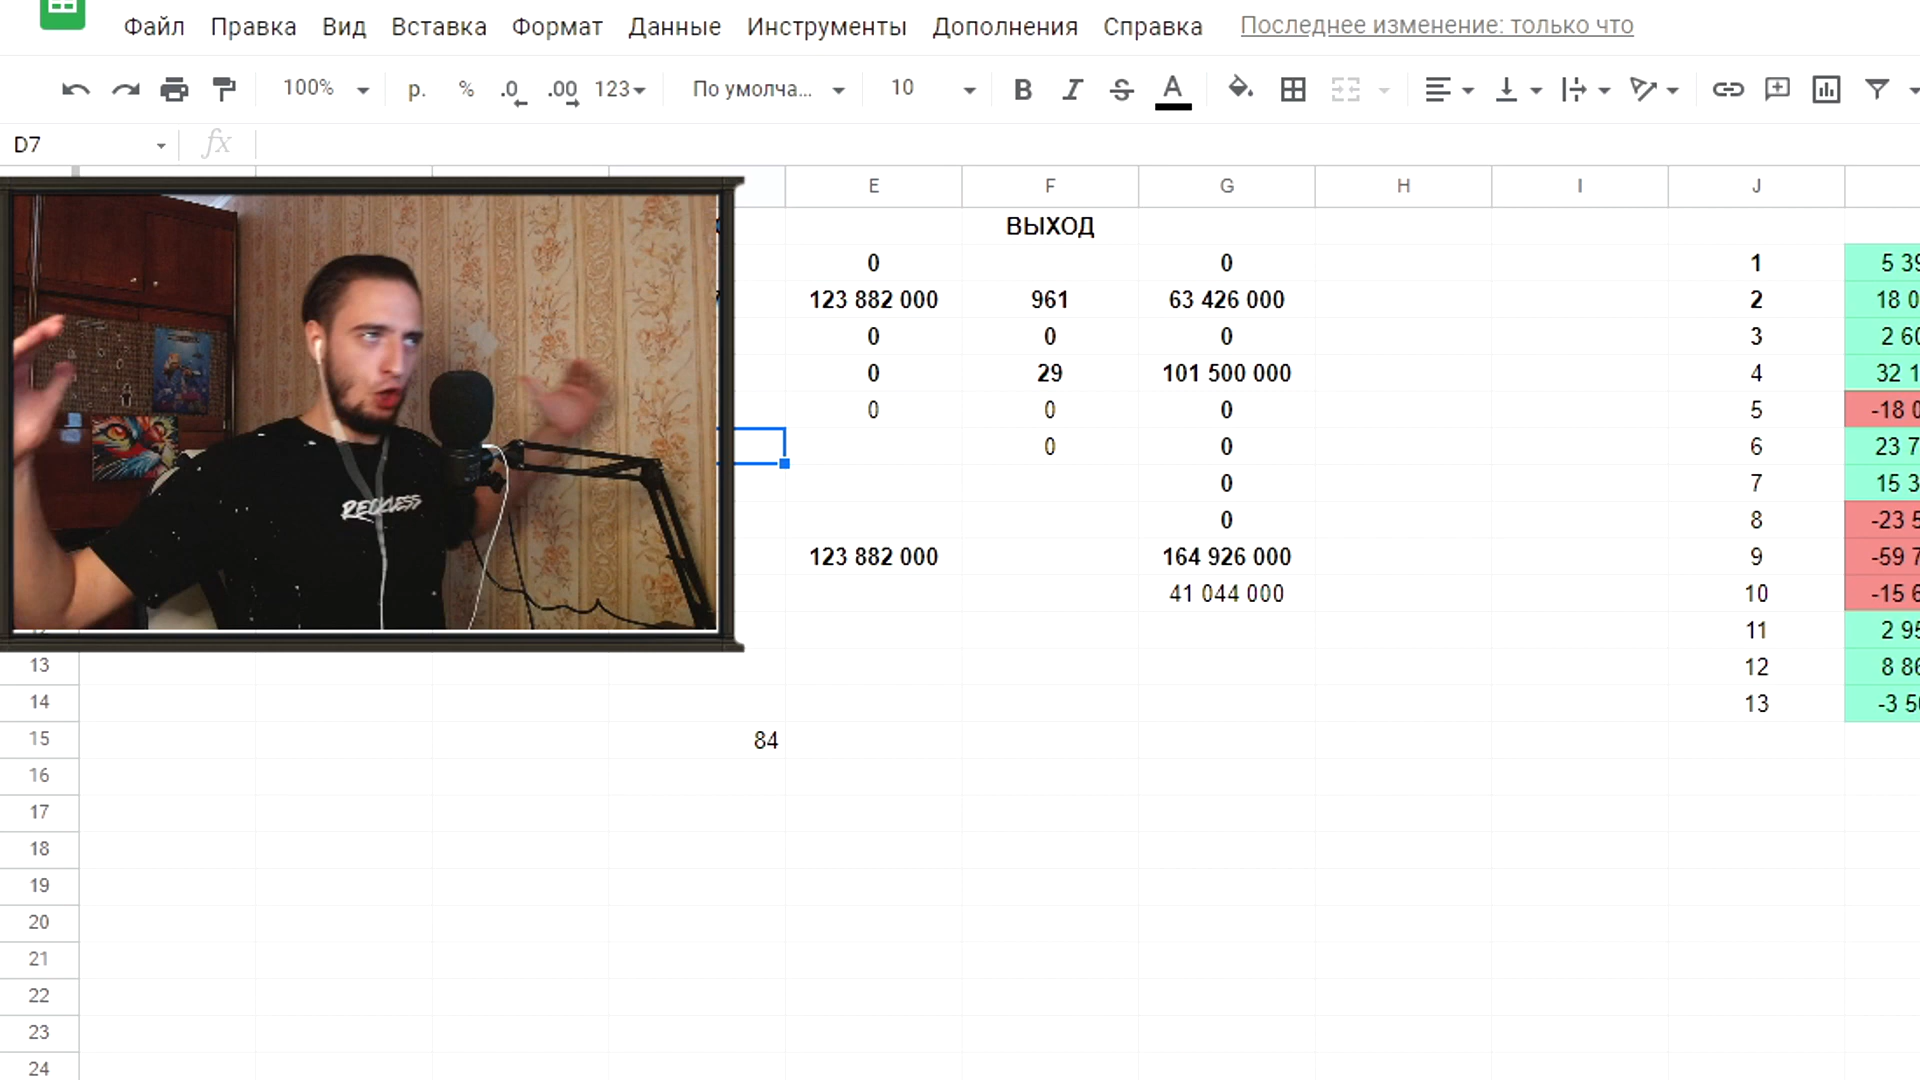 Файл Правка Вид Вставка Формат Данные Инструменты Дополнения Справка Последнее изменение: только что
100% р. % .0 .00 123 По умолча... 10 B I S A
D7 fx
E F G H I J
ВЫХОД
0 0 1 5 39
123 882 000 961 63 426 000 2 18 0
0 0 0 3 2 60
0 29 101 500 000 4 32 1
0 0 0 5 -18 0
0 0 6 23 7
0 7 15 3
0 8 -23 5
123 882 000 164 926 000 9 -59 7
41 044 000 10 -15 6
11 2 95
13 12 8 86
14 13 -3 50
15 84
16
17
18
19
20
21
22
23
24
RECKLESS